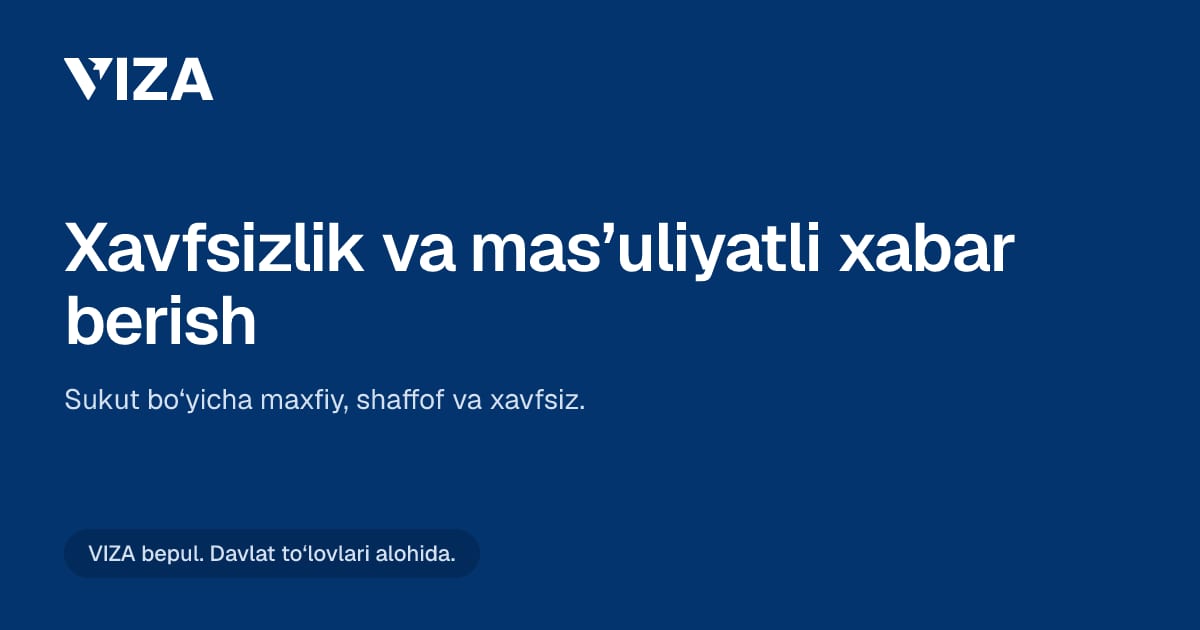 VIZA
Xavfsizlik va mas’uliyatli xabar
berish
Sukut bo‘yicha maxfiy, shaffof va xavfsiz.
VIZA bepul. Davlat to‘lovlari alohida.